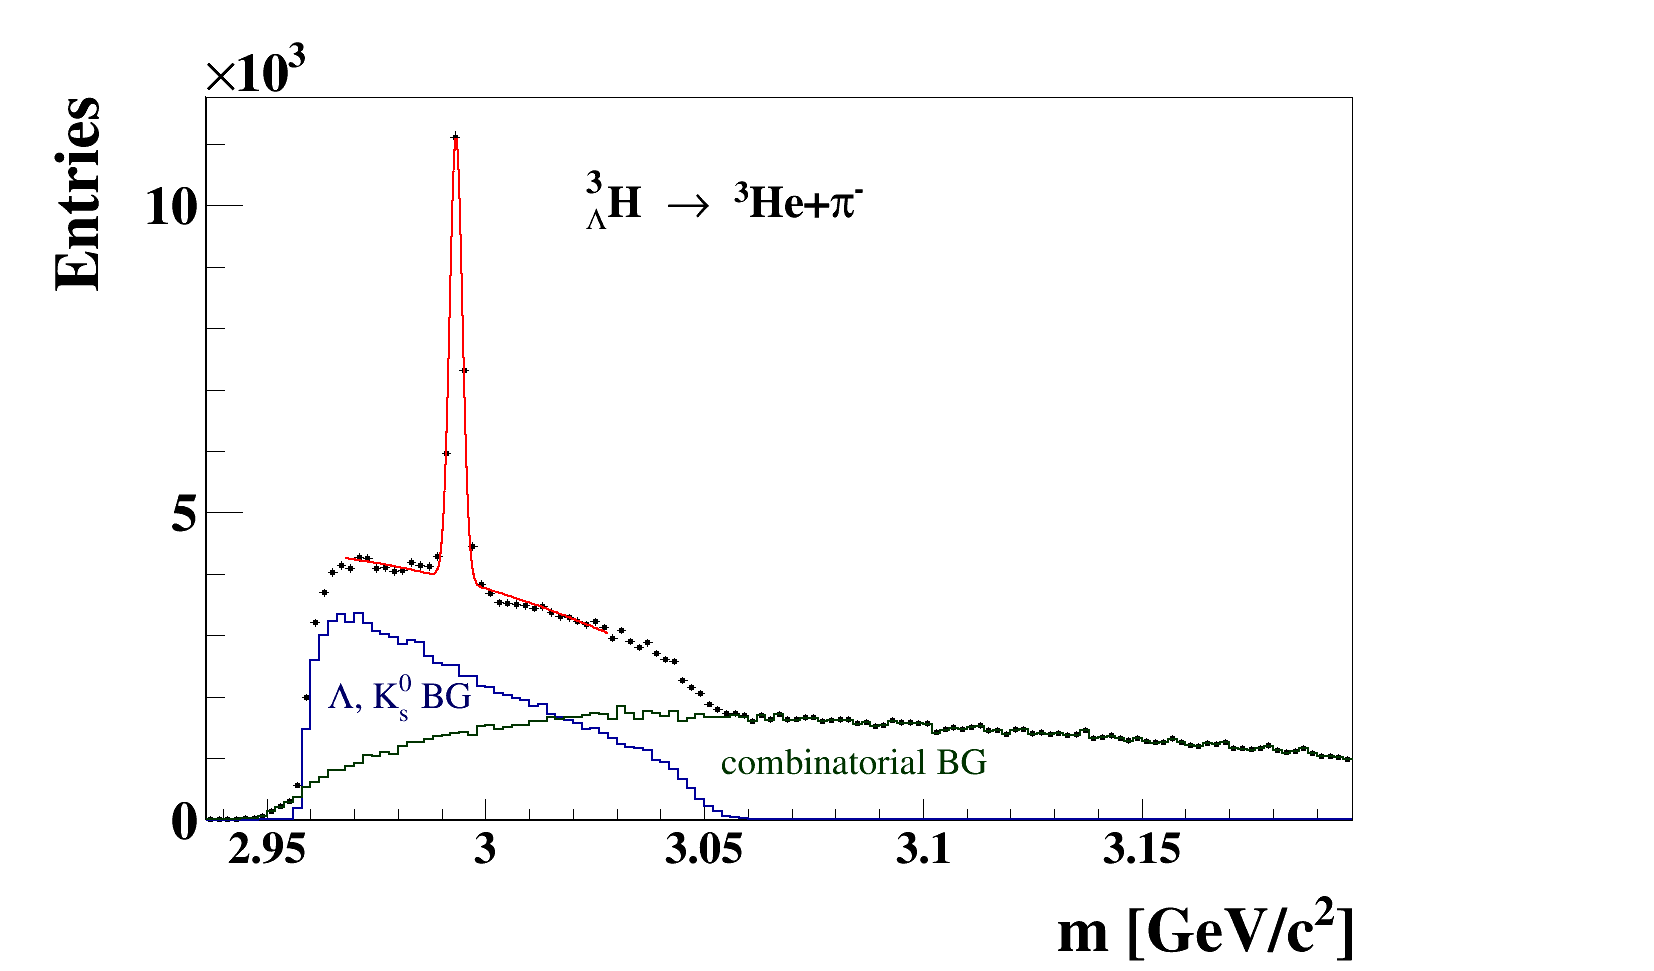 ×10³
Entries
10
5
0
³ΛH → ³He+π⁻
Λ, K⁰s BG
combinatorial BG
2.95 3 3.05 3.1 3.15
m [GeV/c²]